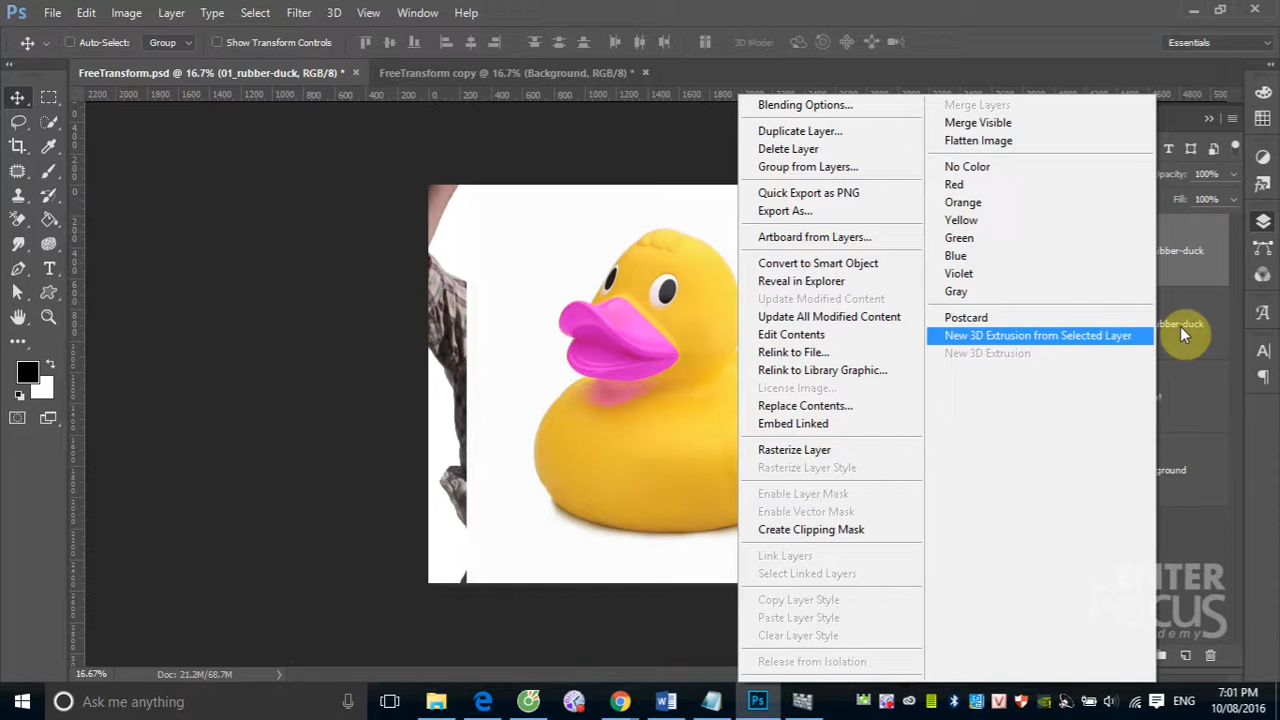 Ps File Edit Image Layer Type Select Filter 3D View Window Help
Auto-Select: Group Show Transform Controls 3D Mode: Essentials
FreeTransform.psd @ 16.7% (01_rubber-duck, RGB/8) * FreeTransform copy @ 16.7% (Background, RGB/8) *
Blending Options...
Duplicate Layer...
Delete Layer
Group from Layers...
Quick Export as PNG
Export As...
Artboard from Layers...
Convert to Smart Object
Reveal in Explorer
Update Modified Content
Update All Modified Content
Edit Contents
Relink to File...
Relink to Library Graphic...
License Image...
Replace Contents...
Embed Linked
Rasterize Layer
Rasterize Layer Style
Enable Layer Mask
Enable Vector Mask
Create Clipping Mask
Link Layers
Select Linked Layers
Copy Layer Style
Paste Layer Style
Clear Layer Style
Release from Isolation
Merge Layers
Merge Visible
Flatten Image
No Color
Red
Orange
Yellow
Green
Blue
Violet
Gray
Postcard
New 3D Extrusion from Selected Layer
New 3D Extrusion
Opacity: 100%
Fill: 100%
16.67% Doc: 21.2M/68.7M
Ask me anything
ENG
7:01 PM
10/08/2016